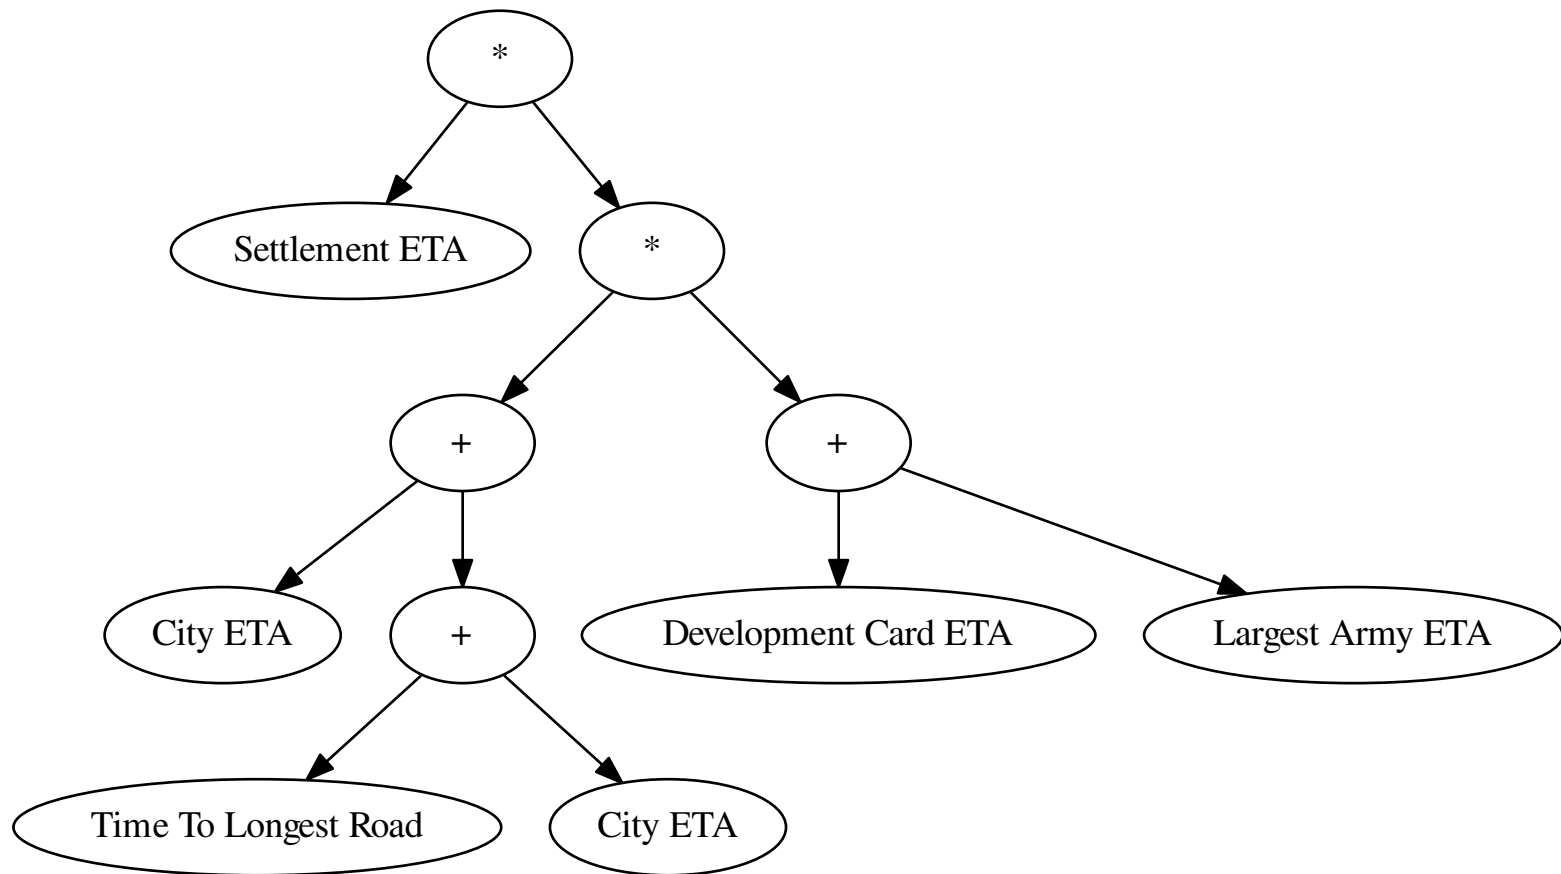 *
Settlement ETA
*
+
+
City ETA
+
Development Card ETA
Largest Army ETA
Time To Longest Road
City ETA